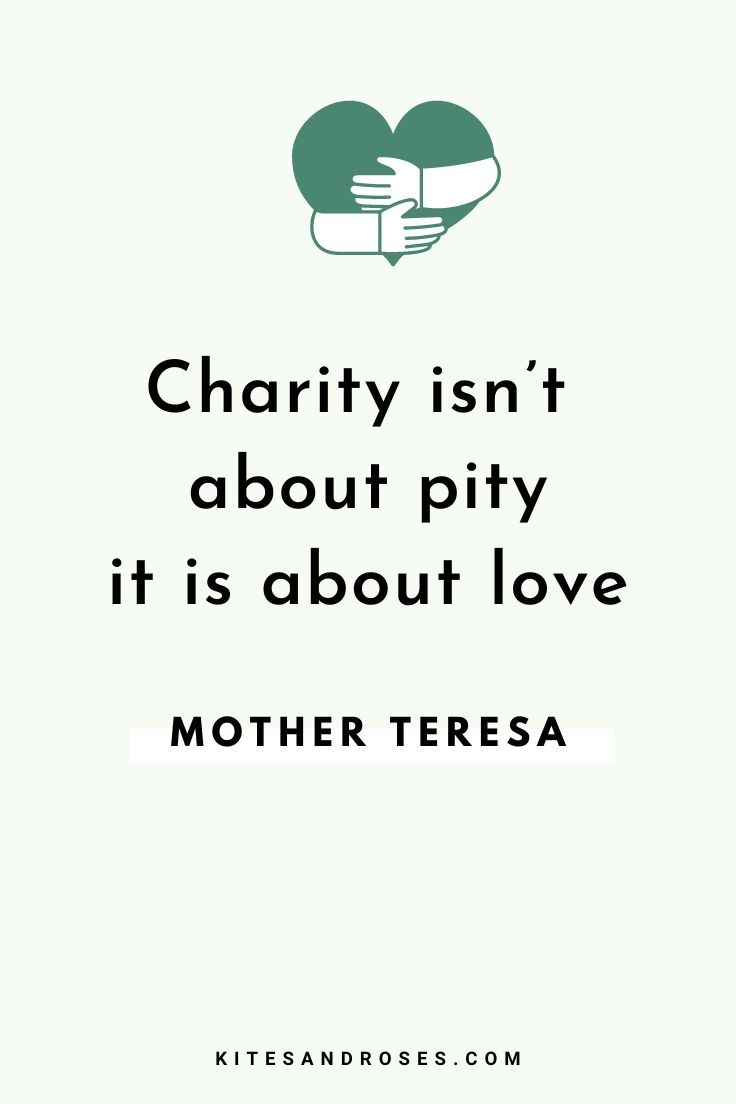 Charity isn’t
about pity
it is about love
MOTHER TERESA
KITESANDROSES.COM